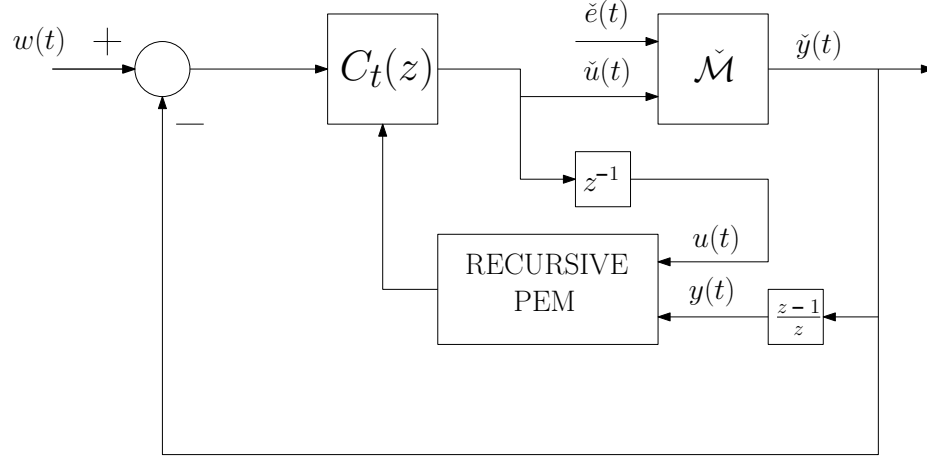 ě(t)
w(t) + C_t(z) ǔ(t) M̌ y̌(t)
−
z⁻¹
RECURSIVE
PEM
u(t)
y(t)
z − 1
z